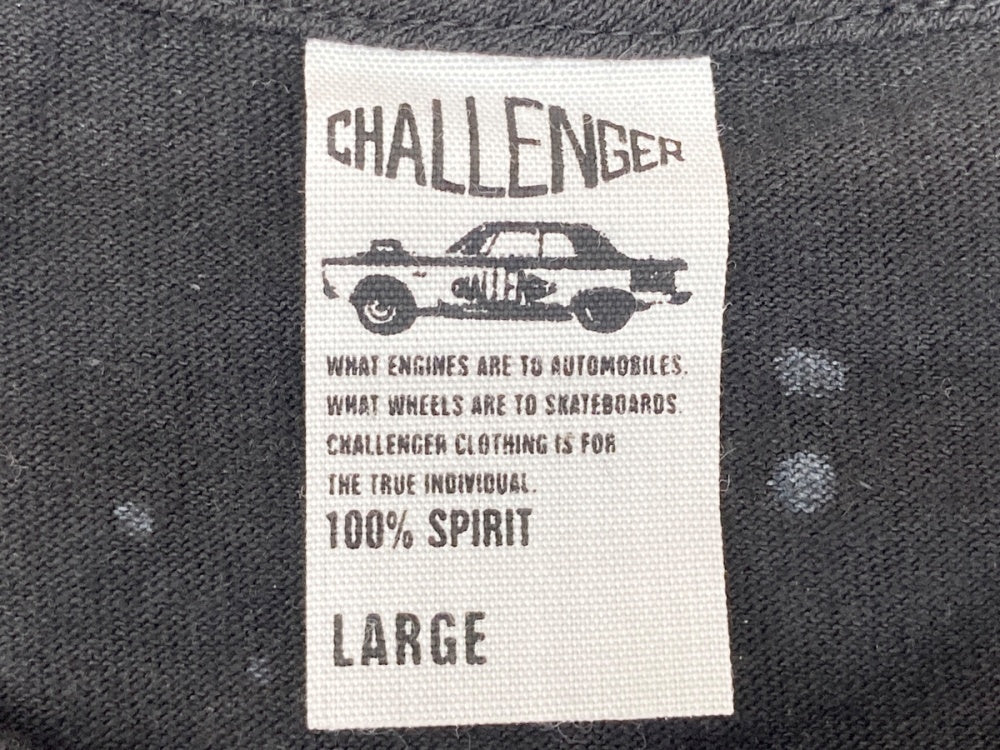 CHALLENGER
CHALLENGER
WHAT ENGINES ARE TO AUTOMOBILES.
WHAT WHEELS ARE TO SKATEBOARDS.
CHALLENGER CLOTHING IS FOR
THE TRUE INDIVIDUAL.
100% SPIRIT
LARGE